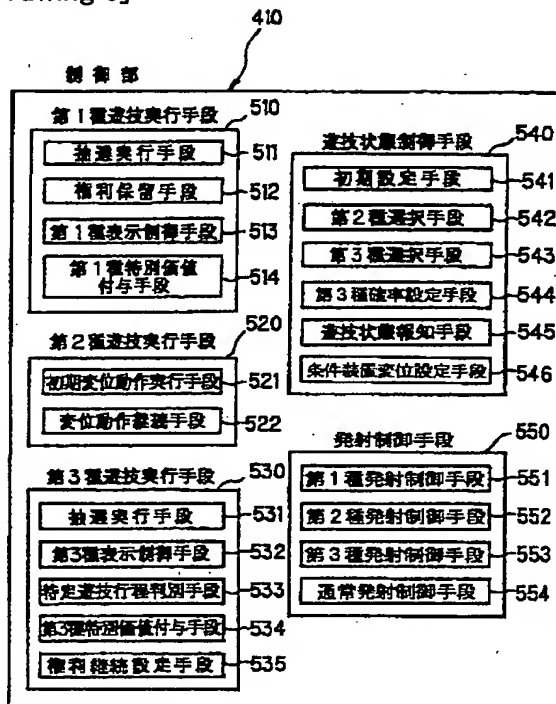 410
制御部
第1種遊技実行手段 510
抽選実行手段 511
権利保留手段 512
第1種表示制御手段 513
第1種特別価値
付与手段 514
第2種遊技実行手段 520
初期変位動作実行手段 521
変位動作継続手段 522
第3種遊技実行手段 530
抽選実行手段 531
第3種表示制御手段 532
特定遊技行程判別手段 533
第3種特別価値付与手段 534
権利継続設定手段 535
遊技状態制御手段 540
初期設定手段 541
第2種選択手段 542
第3種選択手段 543
第3種確率設定手段 544
遊技状態報知手段 545
条件装置変位設定手段 546
発射制御手段 550
第1種発射制御手段 551
第2種発射制御手段 552
第3種発射制御手段 553
通常発射制御手段 554